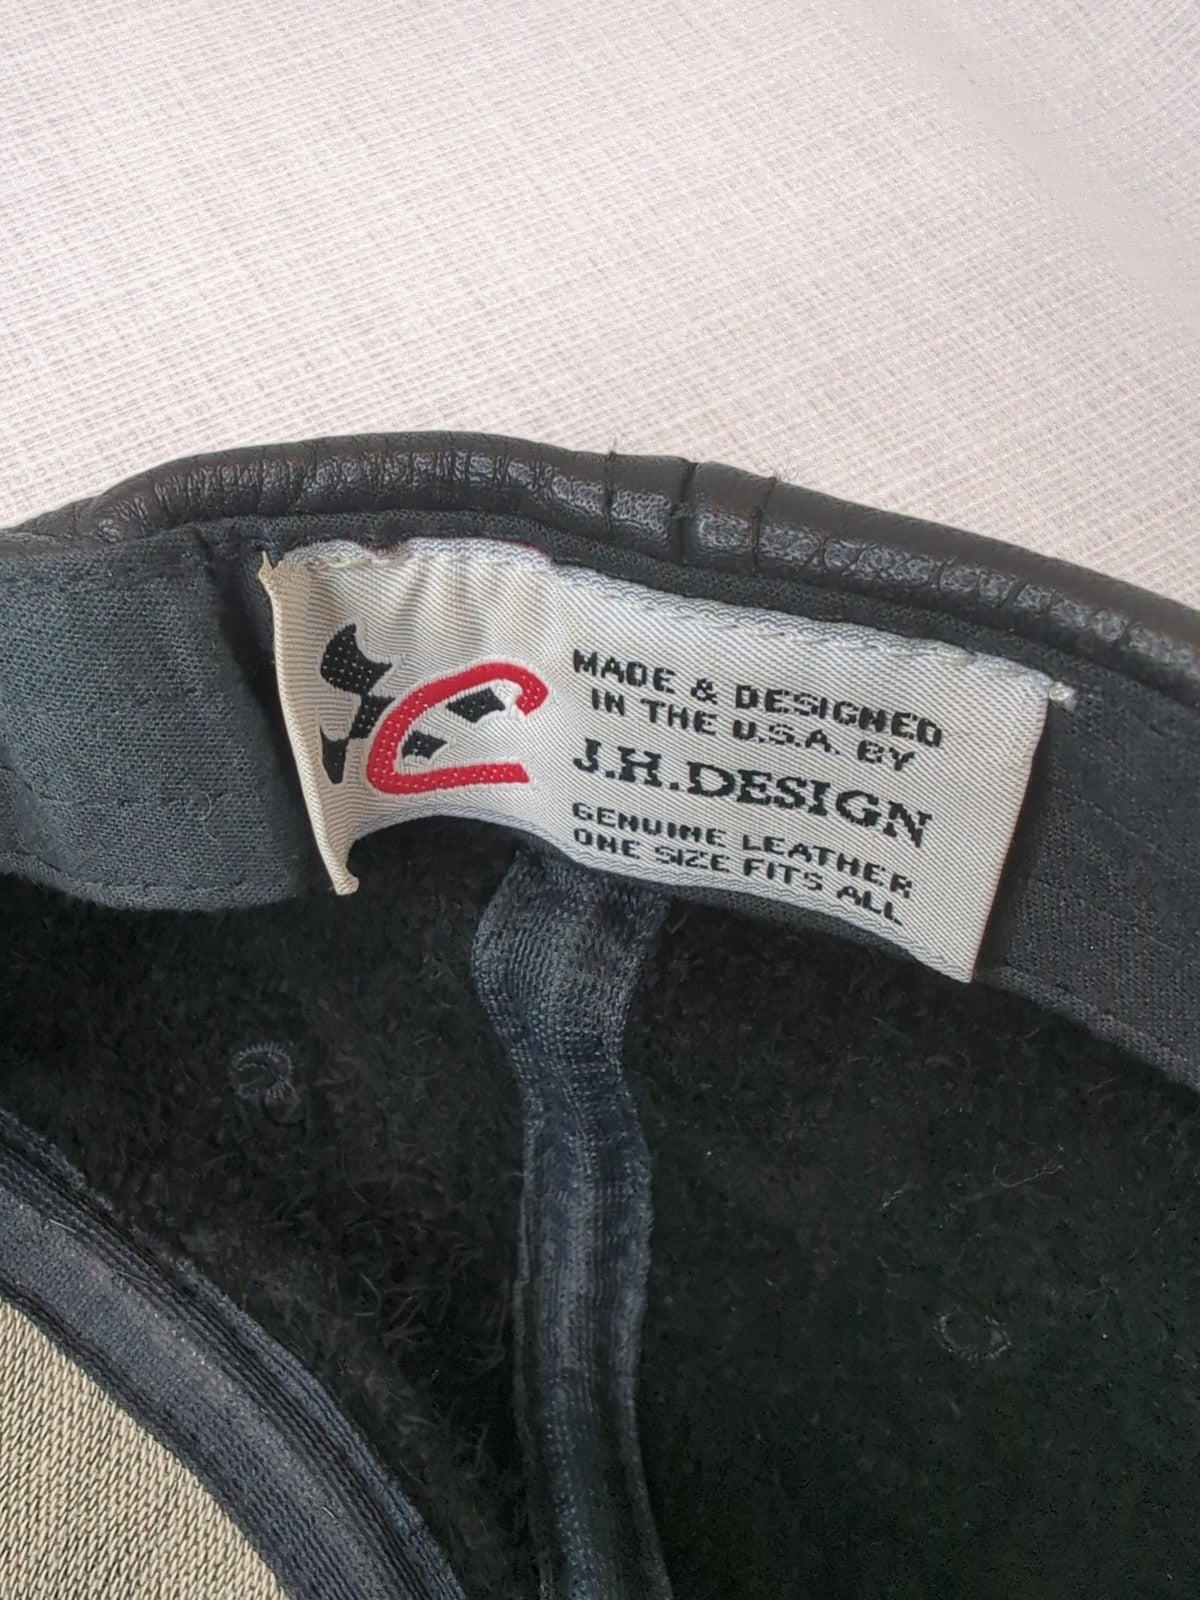 C
MADE & DESIGNED
IN THE U.S.A. BY
J.H.DESIGN
GENUINE LEATHER
ONE SIZE FITS ALL